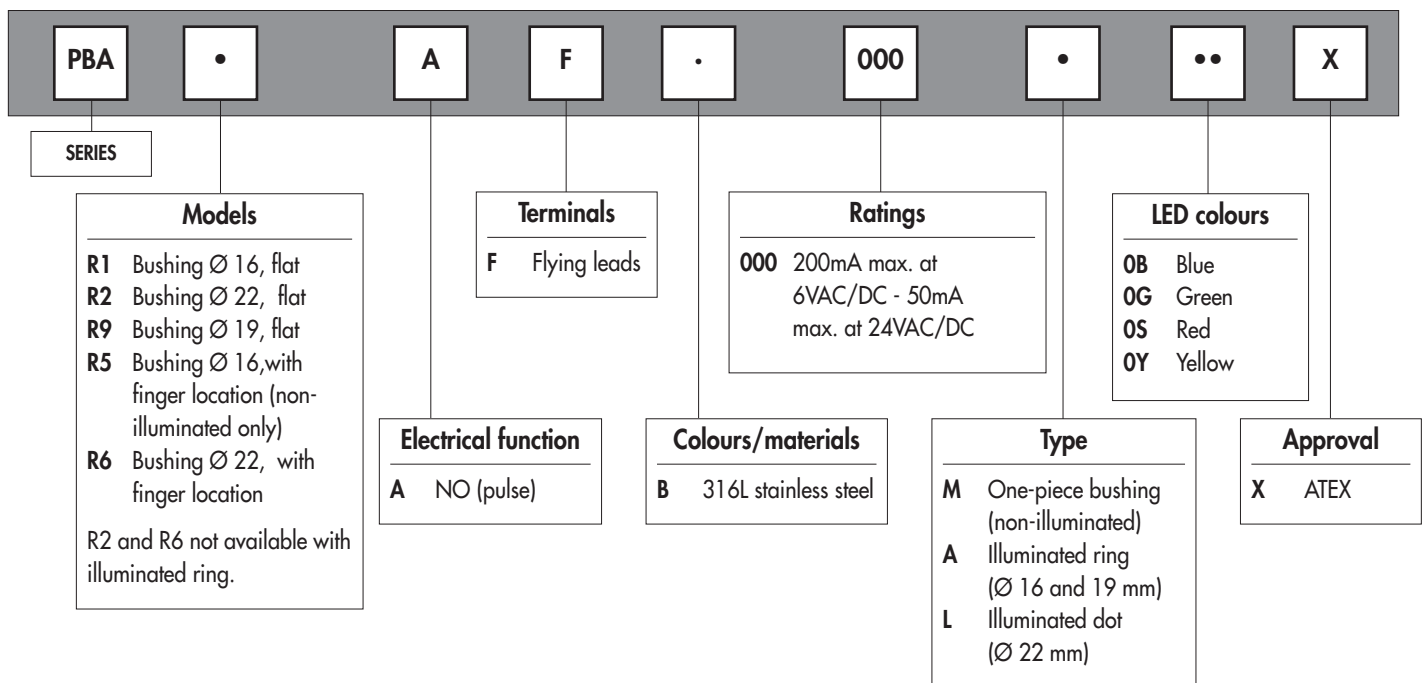 PBA • A F . 000 • •• X
SERIES
Models
R1 Bushing Ø 16, flat
R2 Bushing Ø 22, flat
R9 Bushing Ø 19, flat
R5 Bushing Ø 16,with
finger location (non-
illuminated only)
R6 Bushing Ø 22, with
finger location
R2 and R6 not available with
illuminated ring.
Electrical function
A NO (pulse)
Terminals
F Flying leads
Colours/materials
B 316L stainless steel
Ratings
000 200mA max. at
6VAC/DC - 50mA
max. at 24VAC/DC
Type
M One-piece bushing
(non-illuminated)
A Illuminated ring
(Ø 16 and 19 mm)
L Illuminated dot
(Ø 22 mm)
LED colours
0B Blue
0G Green
0S Red
0Y Yellow
Approval
X ATEX